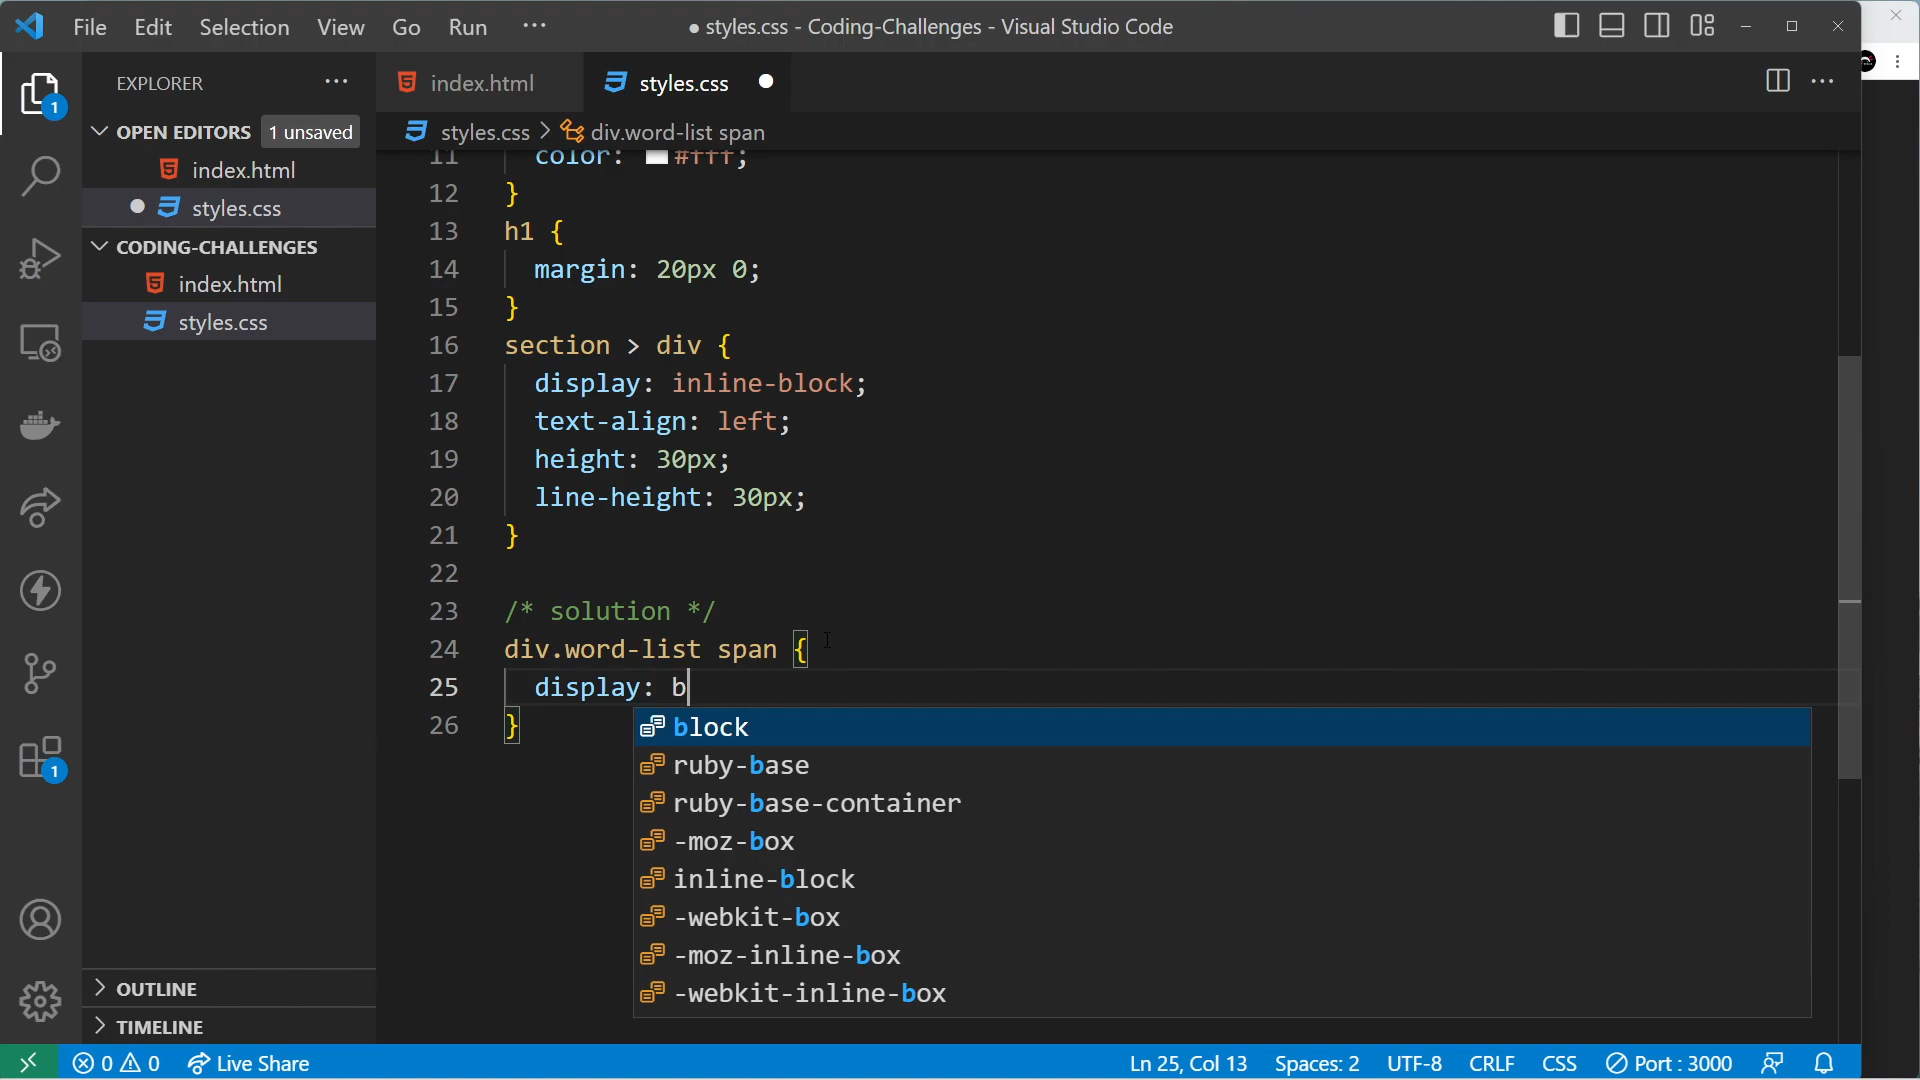 File Edit Selection View Go Run ···
● styles.css - Coding-Challenges - Visual Studio Code
EXPLORER
OPEN EDITORS 1 unsaved
index.html
styles.css
CODING-CHALLENGES
index.html
styles.css
OUTLINE
TIMELINE
1
1
index.html styles.css
styles.css > div.word-list span
11 color: #fff;
12 }
13 h1 {
14 margin: 20px 0;
15 }
16 section > div {
17 display: inline-block;
18 text-align: left;
19 height: 30px;
20 line-height: 30px;
21 }
22
23 /* solution */
24 div.word-list span {
25 display: b
26 }
block
ruby-base
ruby-base-container
-moz-box
inline-block
-webkit-box
-moz-inline-box
-webkit-inline-box
0 0 Live Share Ln 25, Col 13 Spaces: 2 UTF-8 CRLF CSS Port : 3000